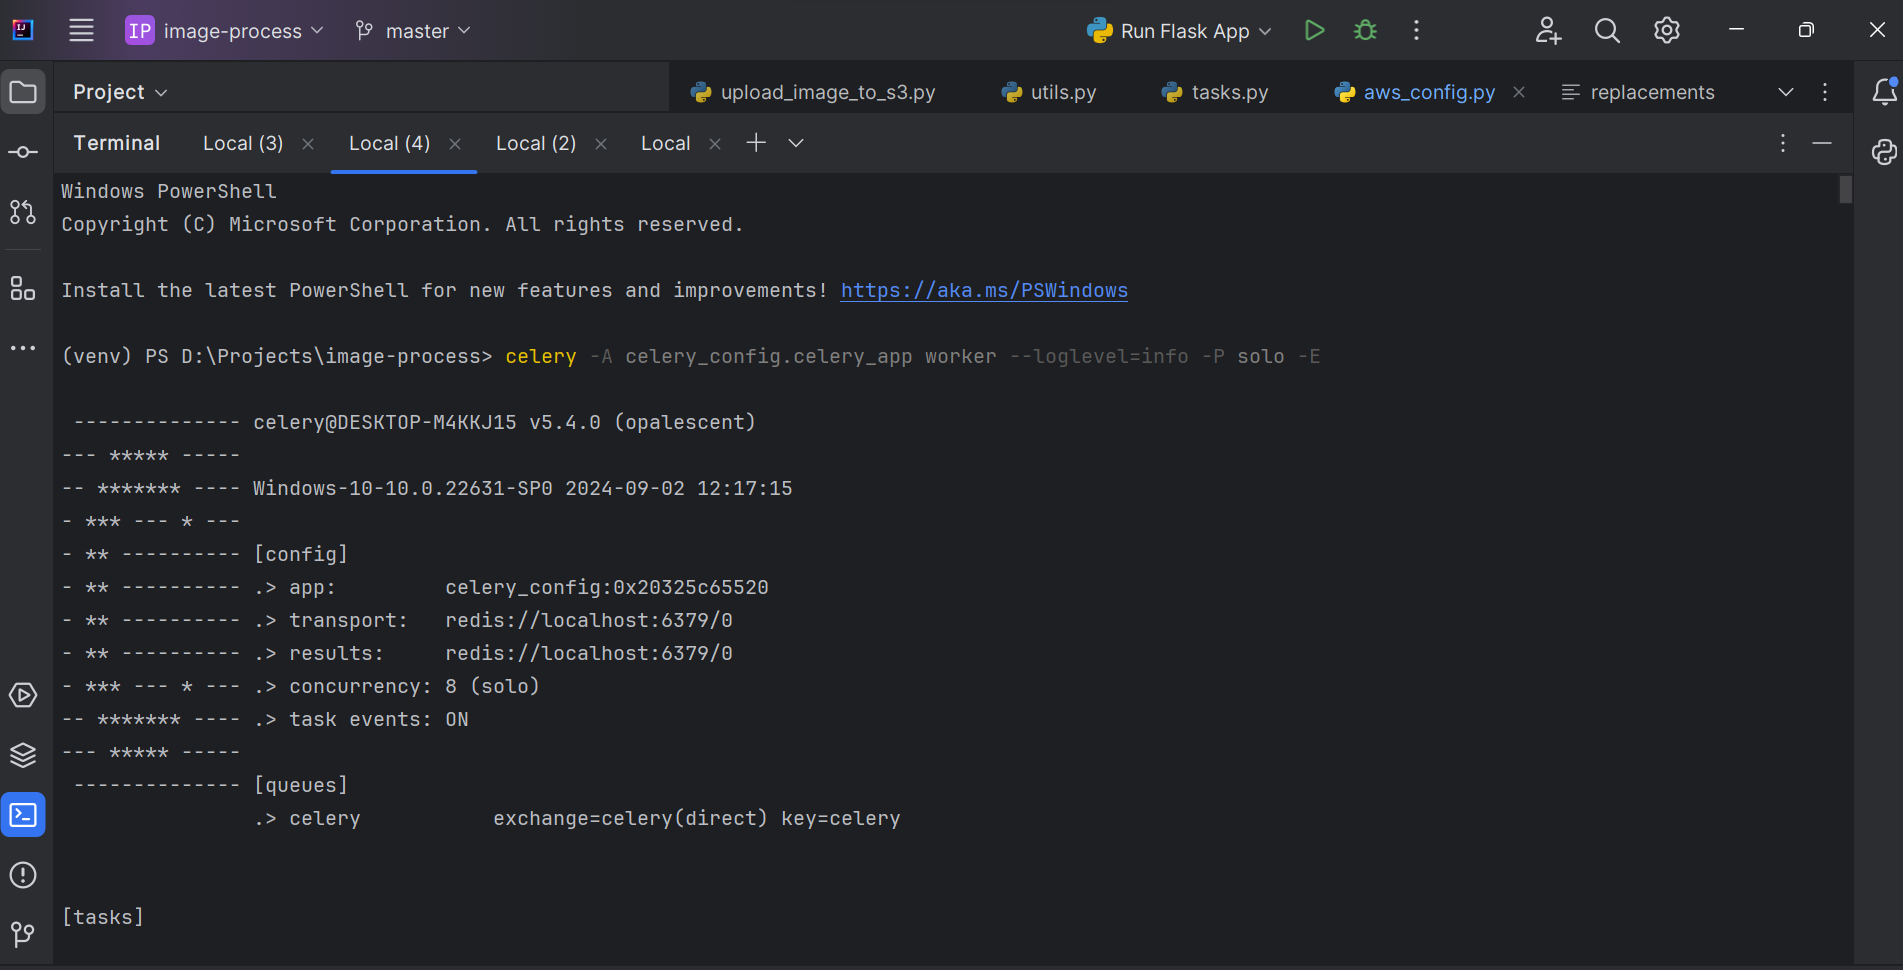 IP image-process master Run Flask App
Project upload_image_to_s3.py utils.py tasks.py aws_config.py replacements
Terminal Local (3) Local (4) Local (2) Local
Windows PowerShell
Copyright (C) Microsoft Corporation. All rights reserved.
Install the latest PowerShell for new features and improvements! https://aka.ms/PSWindows
(venv) PS D:\Projects\image-process> celery -A celery_config.celery_app worker --loglevel=info -P solo -E
 -------------- celery@DESKTOP-M4KKJ15 v5.4.0 (opalescent)
--- ***** -----
-- ******* ---- Windows-10-10.0.22631-SP0 2024-09-02 12:17:15
- *** --- * ---
- ** ---------- [config]
- ** ---------- .> app:         celery_config:0x20325c65520
- ** ---------- .> transport:   redis://localhost:6379/0
- ** ---------- .> results:     redis://localhost:6379/0
- *** --- * --- .> concurrency: 8 (solo)
-- ******* ---- .> task events: ON
--- ***** -----
 -------------- [queues]
                .> celery           exchange=celery(direct) key=celery
[tasks]